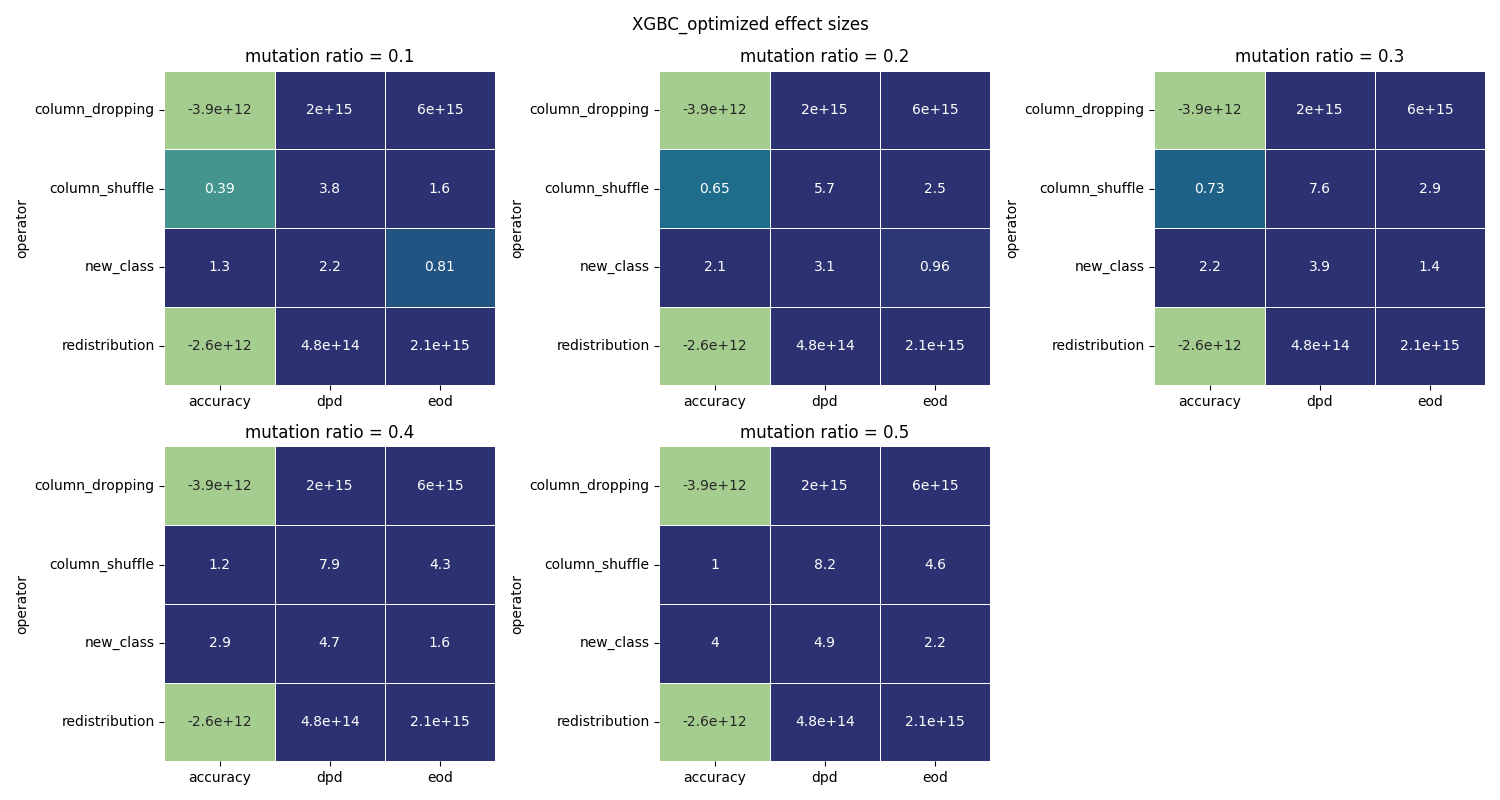 XGBC_optimized effect sizes
mutation ratio = 0.1
operator
column_dropping -3.9e+12 2e+15 6e+15
column_shuffle 0.39 3.8 1.6
new_class 1.3 2.2 0.81
redistribution -2.6e+12 4.8e+14 2.1e+15
accuracy dpd eod
mutation ratio = 0.2
operator
column_dropping -3.9e+12 2e+15 6e+15
column_shuffle 0.65 5.7 2.5
new_class 2.1 3.1 0.96
redistribution -2.6e+12 4.8e+14 2.1e+15
accuracy dpd eod
mutation ratio = 0.3
operator
column_dropping -3.9e+12 2e+15 6e+15
column_shuffle 0.73 7.6 2.9
new_class 2.2 3.9 1.4
redistribution -2.6e+12 4.8e+14 2.1e+15
accuracy dpd eod
mutation ratio = 0.4
operator
column_dropping -3.9e+12 2e+15 6e+15
column_shuffle 1.2 7.9 4.3
new_class 2.9 4.7 1.6
redistribution -2.6e+12 4.8e+14 2.1e+15
accuracy dpd eod
mutation ratio = 0.5
operator
column_dropping -3.9e+12 2e+15 6e+15
column_shuffle 1 8.2 4.6
new_class 4 4.9 2.2
redistribution -2.6e+12 4.8e+14 2.1e+15
accuracy dpd eod